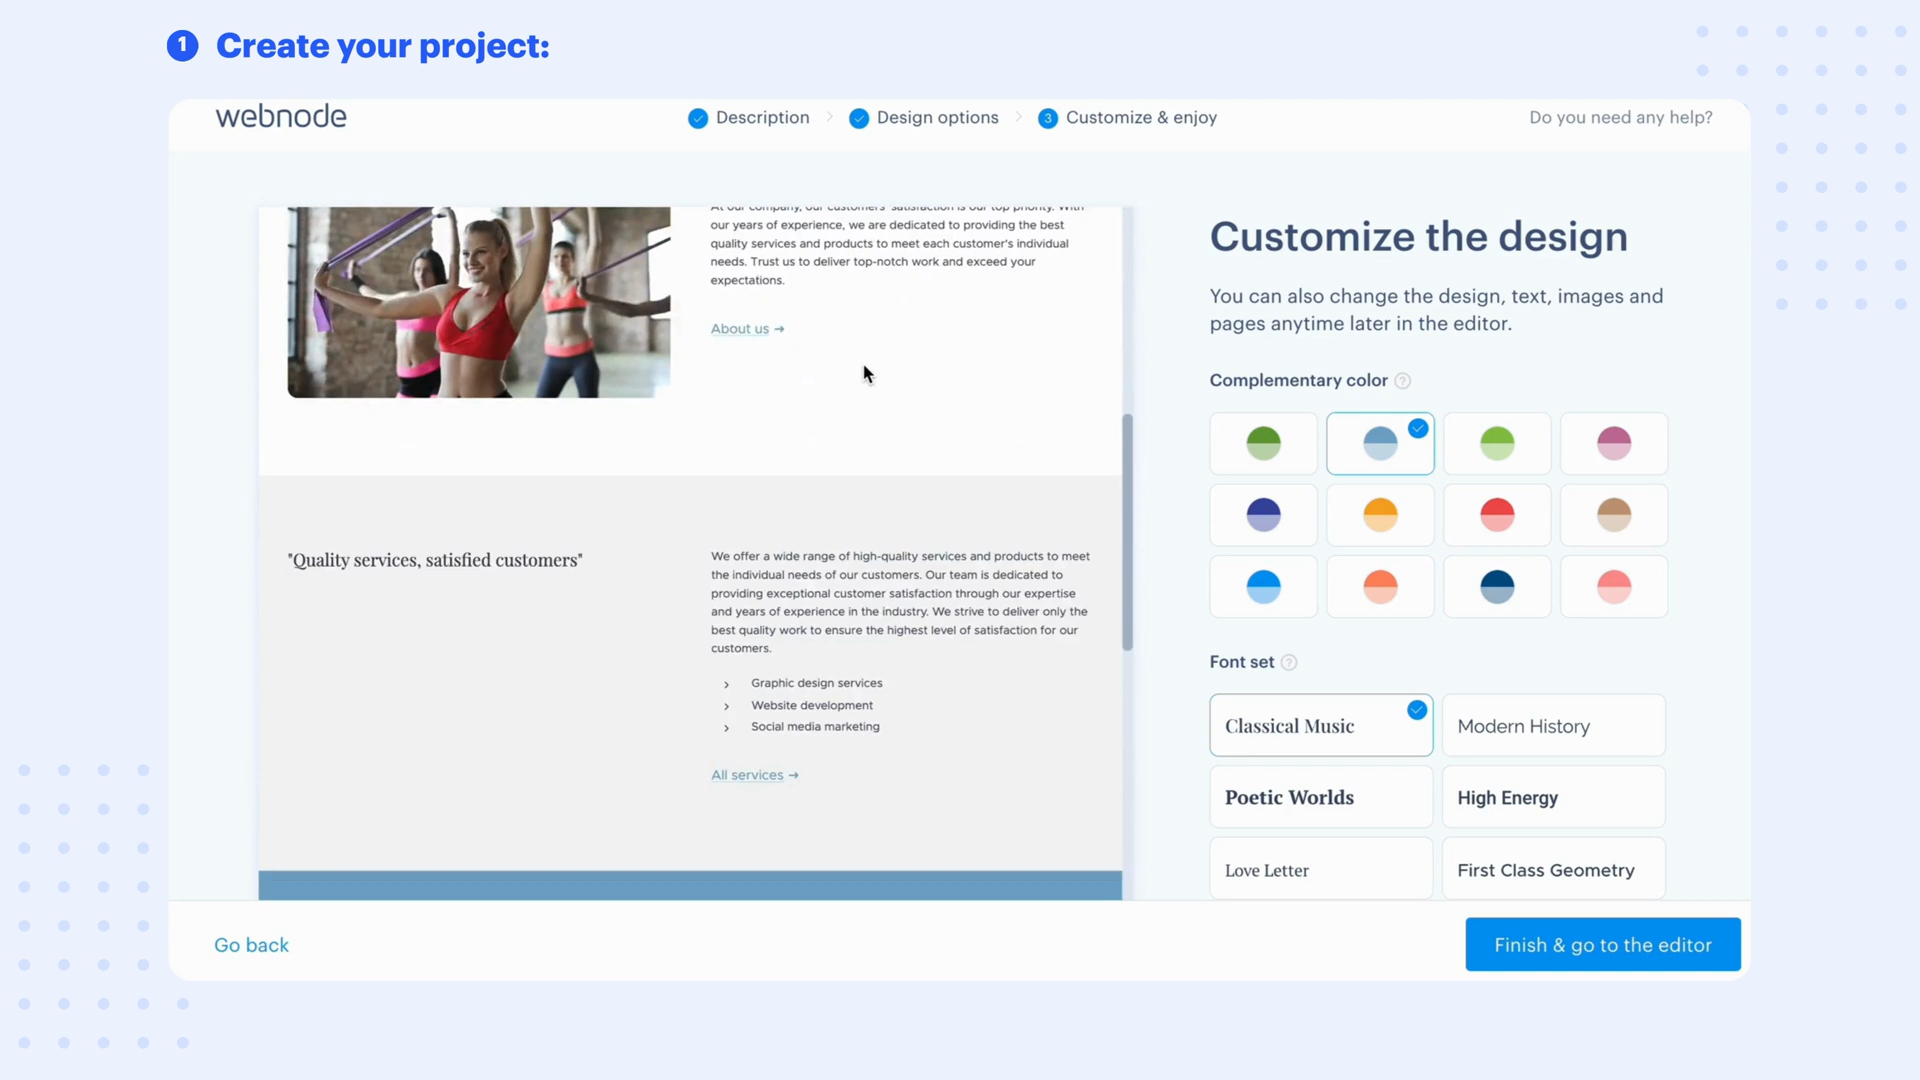 1 Create your project:
webnode
Description
Design options
3 Customize & enjoy
Do you need any help?
At our company, our customers' satisfaction is our top priority. With
our years of experience, we are dedicated to providing the best
quality services and products to meet each customer's individual
needs. Trust us to deliver top-notch work and exceed your
expectations.
About us →
"Quality services, satisfied customers"
We offer a wide range of high-quality services and products to meet
the individual needs of our customers. Our team is dedicated to
providing exceptional customer satisfaction through our expertise
and years of experience in the industry. We strive to deliver only the
best quality work to ensure the highest level of satisfaction for our
customers.
Graphic design services
Website development
Social media marketing
All services →
Customize the design
You can also change the design, text, images and
pages anytime later in the editor.
Complementary color ?
Font set ?
Classical Music
Modern History
Poetic Worlds
High Energy
Love Letter
First Class Geometry
Go back
Finish & go to the editor